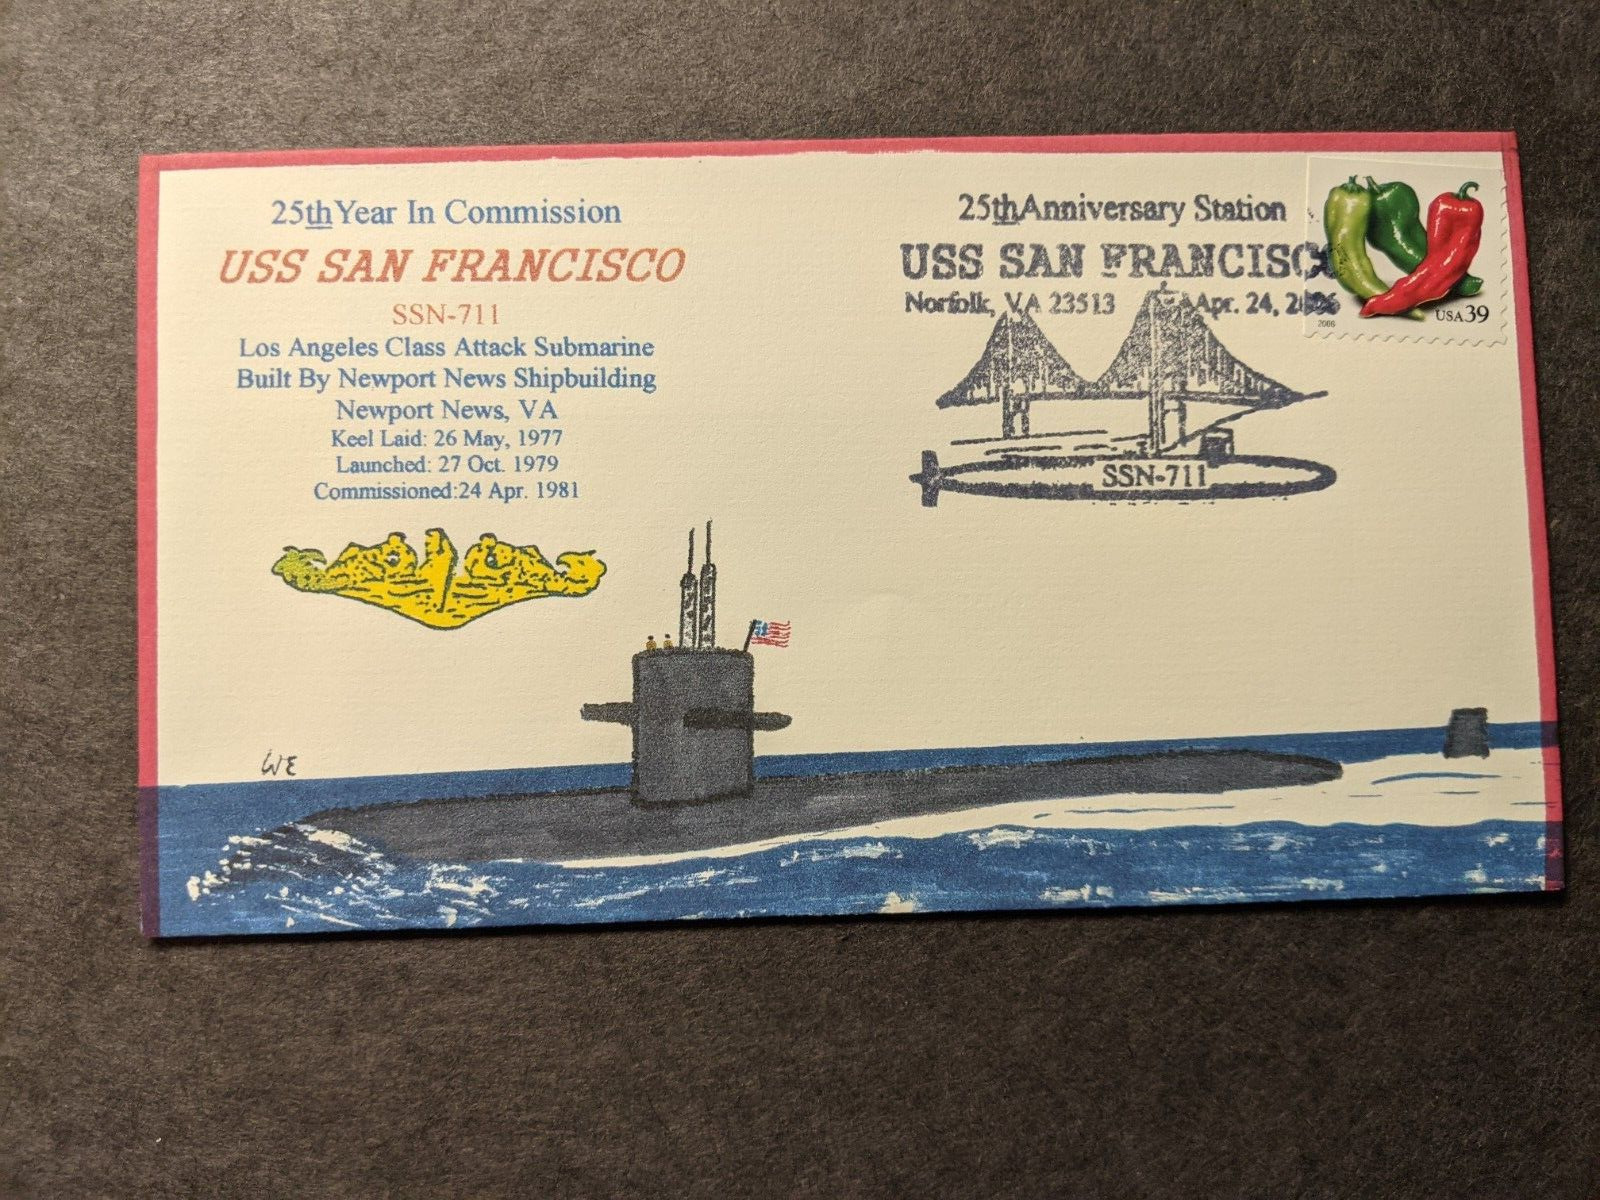 25th Year In Commission
USS SAN FRANCISCO
SSN-711
Los Angeles Class Attack Submarine
Built By Newport News Shipbuilding
Newport News, VA
Keel Laid: 26 May, 1977
Launched: 27 Oct. 1979
Commissioned:24 Apr. 1981
WE
25thAnniversary Station
USS SAN FRANCISCO
Norfolk, VA 23513 Apr. 24, 2006
SSN-711
USA39
2006